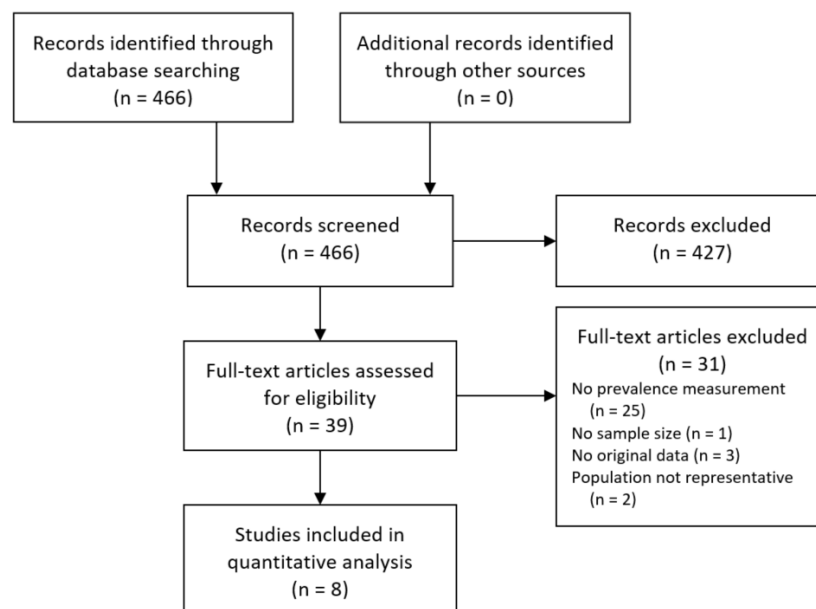 Records identified through
database searching
(n = 466)
Additional records identified
through other sources
(n = 0)
Records screened
(n = 466)
Records excluded
(n = 427)
Full-text articles assessed
for eligibility
(n = 39)
Full-text articles excluded
(n = 31)
No prevalence measurement
(n = 25)
No sample size (n = 1)
No original data (n = 3)
Population not representative
(n = 2)
Studies included in
quantitative analysis
(n = 8)